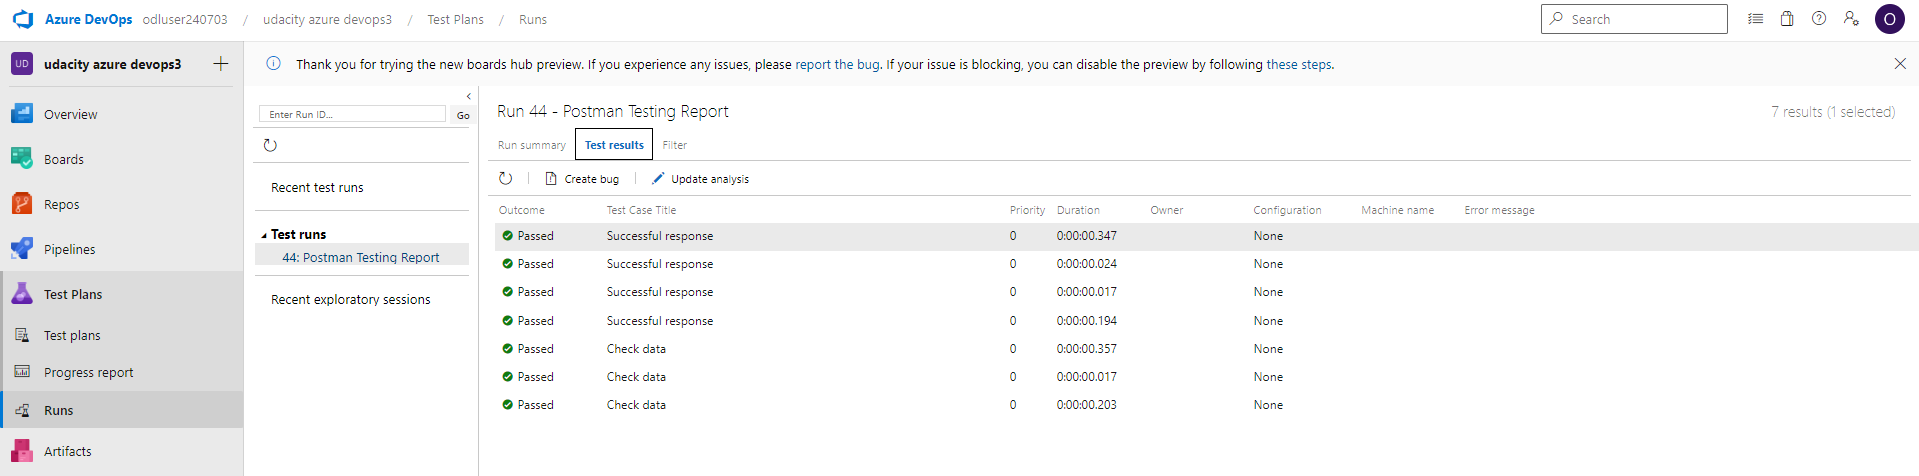 Azure DevOps odluser240703 / udacity azure devops3 / Test Plans / Runs
Search
O
UD udacity azure devops3
Overview
Boards
Repos
Pipelines
Test Plans
Test plans
Progress report
Runs
Artifacts
Thank you for trying the new boards hub preview. If you experience any issues, please report the bug. If your issue is blocking, you can disable the preview by following these steps.
Enter Run ID... Go
Recent test runs
Test runs
44: Postman Testing Report
Recent exploratory sessions
Run 44 - Postman Testing Report
7 results (1 selected)
Run summary Test results Filter
Create bug Update analysis
Outcome Test Case Title Priority Duration Owner Configuration Machine name Error message
Passed Successful response 0 0:00:00.347 None
Passed Successful response 0 0:00:00.024 None
Passed Successful response 0 0:00:00.017 None
Passed Successful response 0 0:00:00.194 None
Passed Check data 0 0:00:00.357 None
Passed Check data 0 0:00:00.017 None
Passed Check data 0 0:00:00.203 None